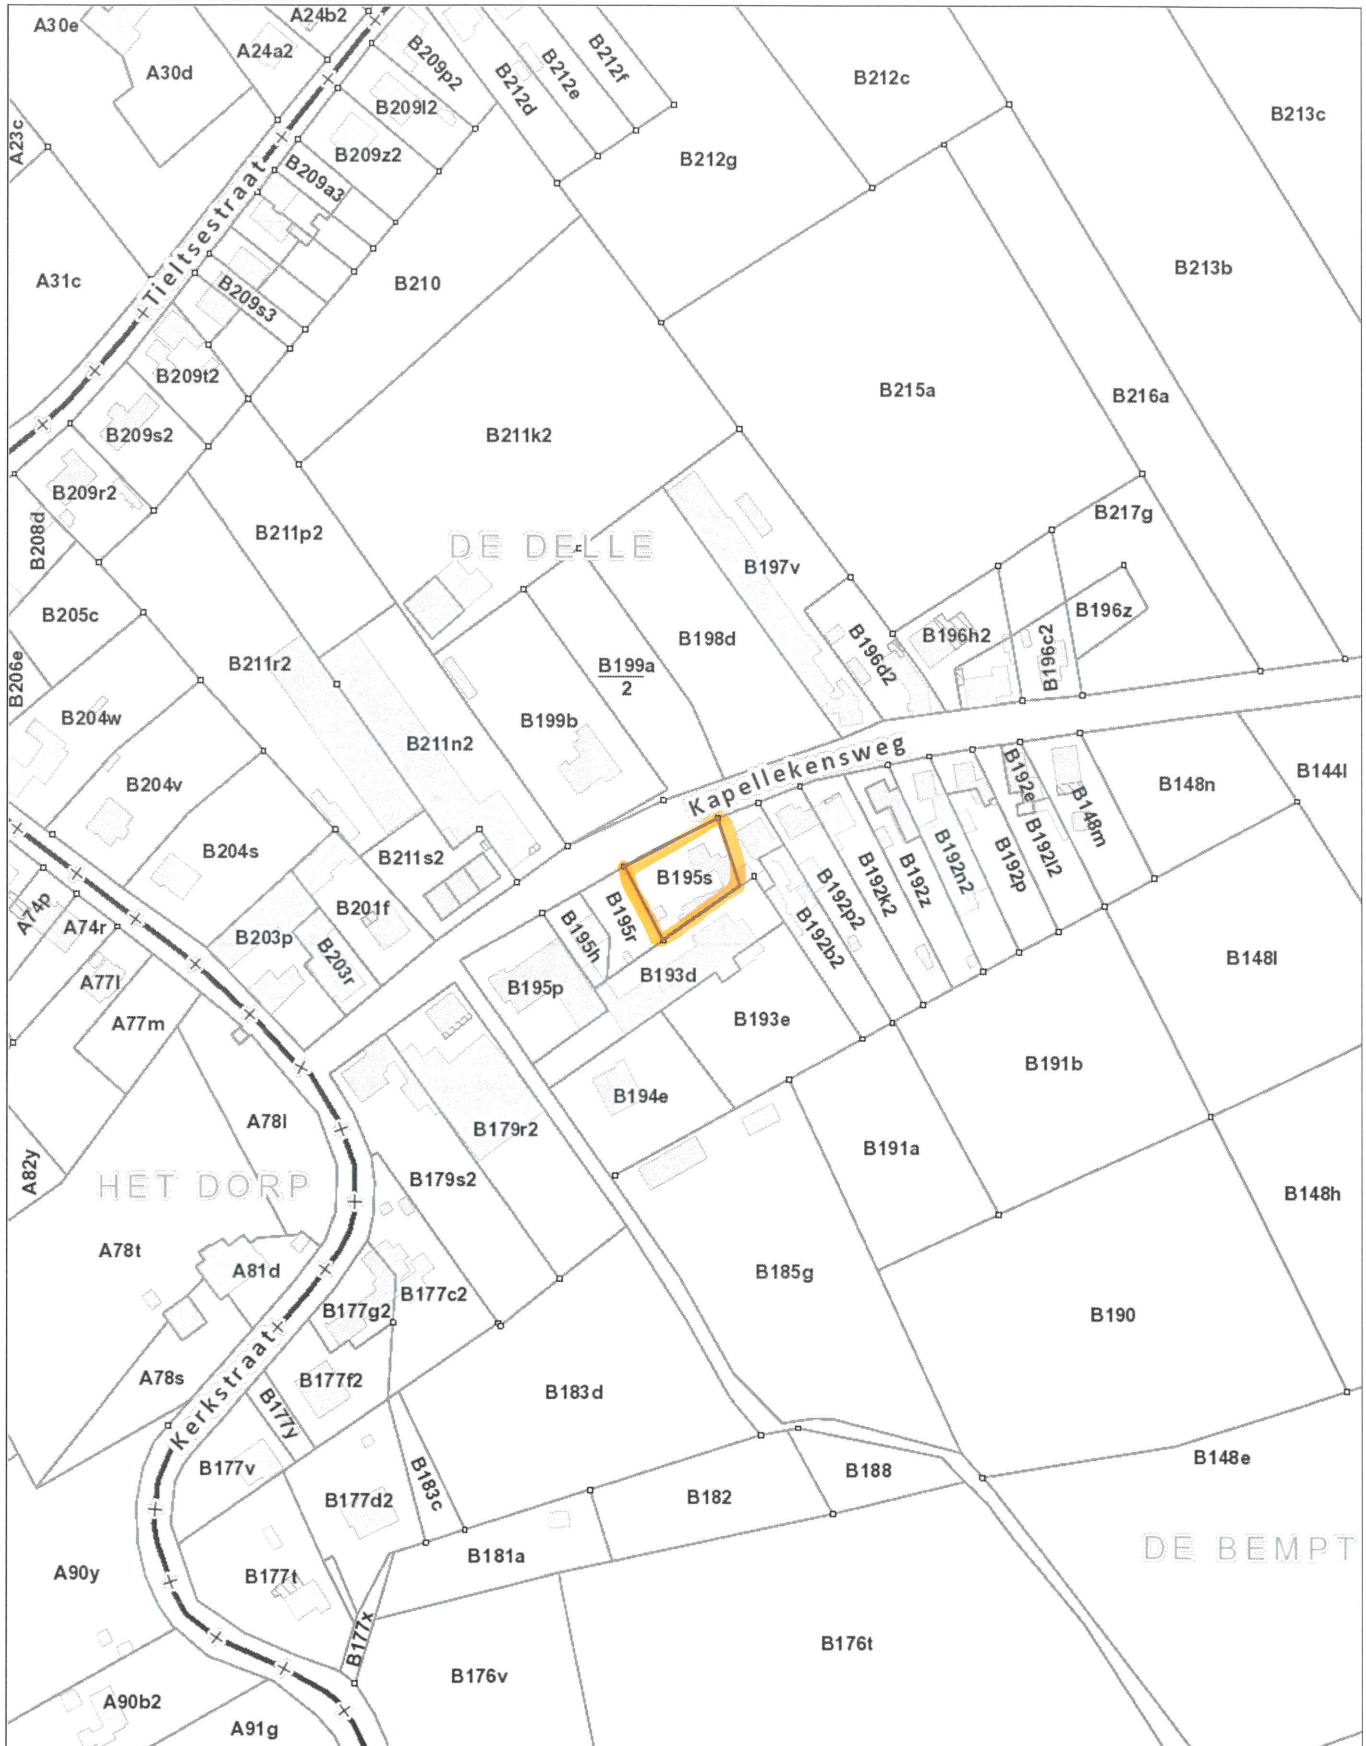 A30e
A24b2
A24a2
A30d
B209p2
B209l2
B212d
B212e
B212f
B212c
B213c
A23c
B209z2
B209a3
B212g
Tieltsestraat
A31c
B209s3
B210
B213b
B209t2
B215a
B216a
B209s2
B211k2
B209r2
B208d
B211p2
DE DELLE
B197v
B217g
B205c
B206e
B211r2
B198d
B196d2
B196h2
B196c2
B196z
B199a
2
B204w
B199b
B211n2
Kapellekensweg
B204v
B192e
B148m
B148n
B144l
B204s
B211s2
B195s
B192p2
B192k2
B192z
B192n2
B192p
B192l2
A74p
A74r
B201f
B203p
B203r
B195h
B195r
B192b2
A77l
B195p
B193d
B148l
A77m
B193e
B191b
B194e
A78l
B179r2
A82y
HET DORP
B179s2
B191a
B148h
A78t
A81d
B177g2
B177c2
B185g
B190
Kerkstraat
A78s
B177f2
B177y
B183d
B177v
B183c
B177d2
B182
B188
B148e
A90y
B177t
B181a
DE BEMPT
B177x
B176v
B176t
A90b2
A91g